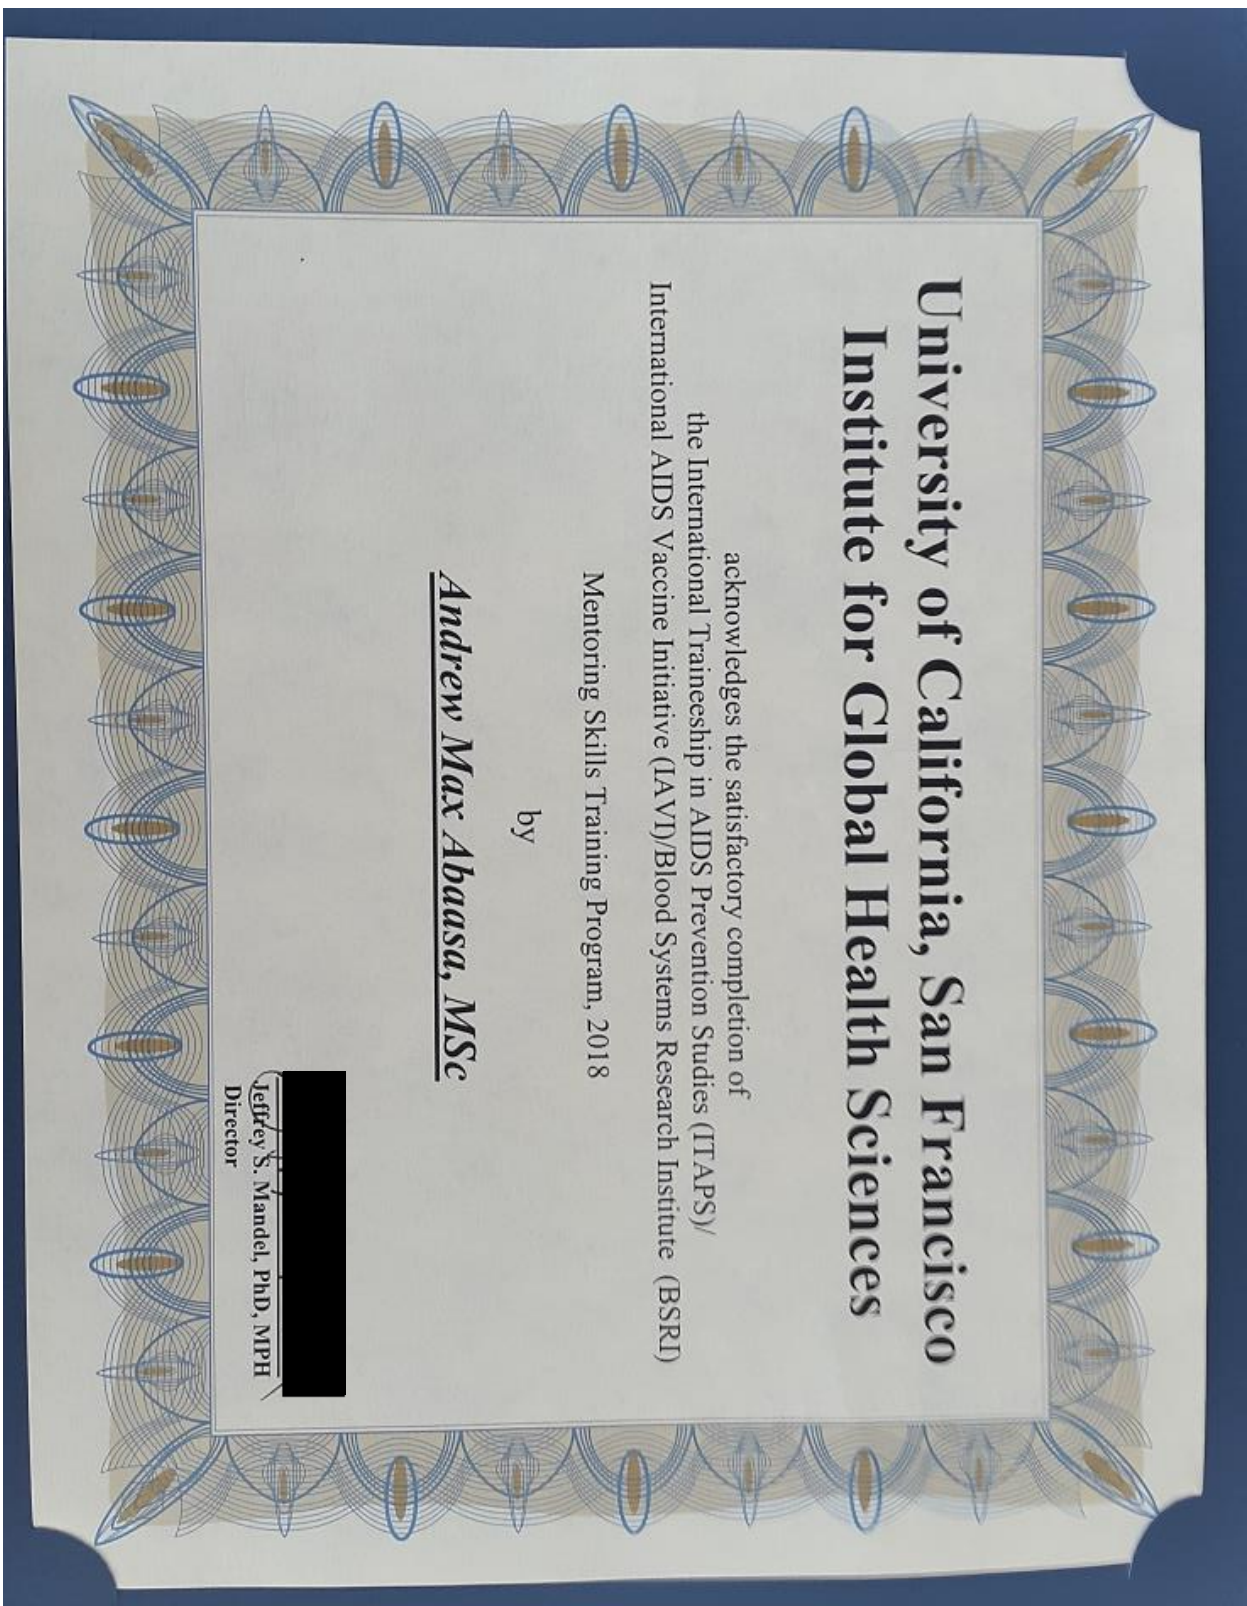 University of California, San Francisco
Institute for Global Health Sciences
acknowledges the satisfactory completion of
the International Traineeship in AIDS Prevention Studies (ITAPS)/
International AIDS Vaccine Initiative (IAVI)/Blood Systems Research Institute (BSRI)
Mentoring Skills Training Program, 2018
by
Andrew Max Abaasa, MSc
Jeffrey S. Mandel, PhD, MPH
Director